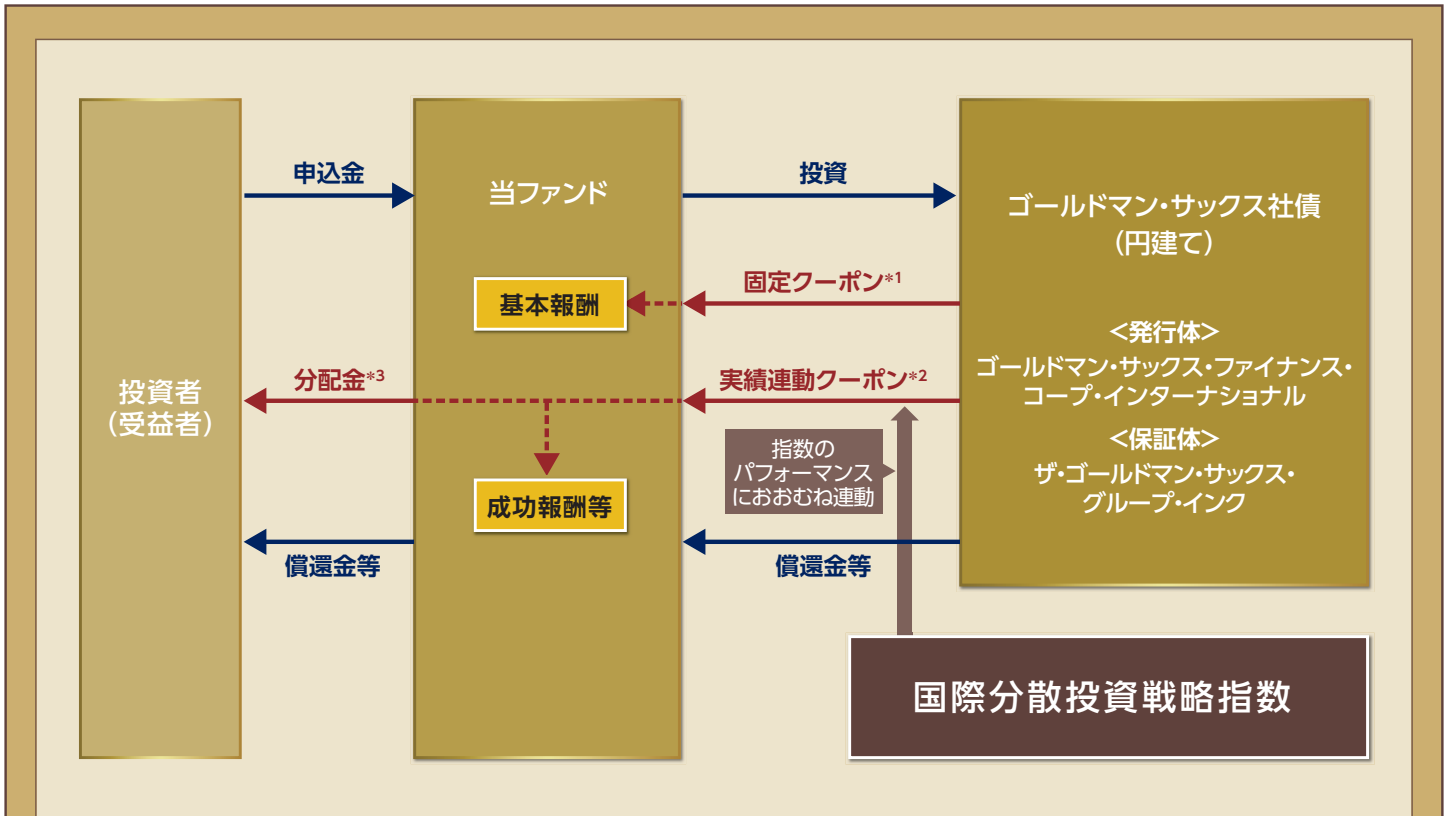 申込金
投資
当ファンド
ゴールドマン・サックス社債
（円建て）
固定クーポン*1
基本報酬
<発行体>
ゴールドマン・サックス・ファイナンス・
コープ・インターナショナル
投資者
（受益者）
分配金*3
実績連動クーポン*2
<保証体>
ザ・ゴールドマン・サックス・
グループ・インク
指数の
パフォーマンス
におおむね連動
成功報酬等
償還金等
償還金等
国際分散投資戦略指数